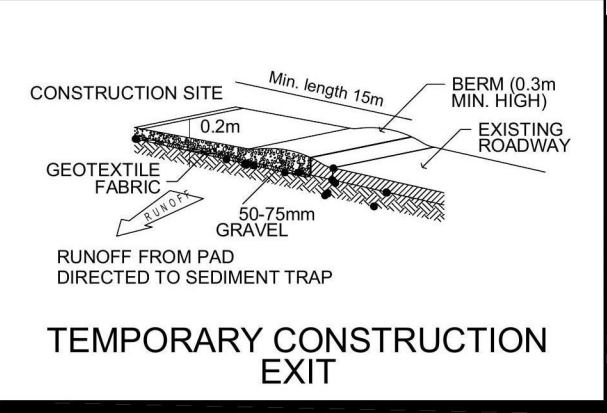 Min. length 15m
CONSTRUCTION SITE
BERM (0.3m
MIN. HIGH)
0.2m
EXISTING
ROADWAY
GEOTEXTILE
FABRIC
RUNOFF
50-75mm
GRAVEL
RUNOFF FROM PAD
DIRECTED TO SEDIMENT TRAP
TEMPORARY CONSTRUCTION
EXIT